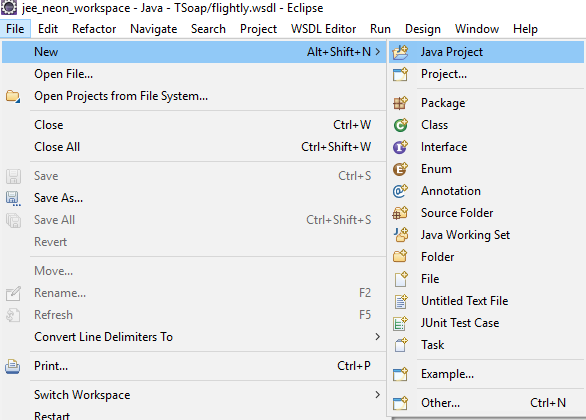 jee_neon_workspace - Java - TSoap/flightly.wsdl - Eclipse
File Edit Refactor Navigate Search Project WSDL Editor Run Design Window Help
New Alt+Shift+N >
Open File...
Open Projects from File System...
Close Ctrl+W
Close All Ctrl+Shift+W
Save Ctrl+S
Save As...
Save All Ctrl+Shift+S
Revert
Move...
Rename... F2
Refresh F5
Convert Line Delimiters To >
Print... Ctrl+P
Switch Workspace >
Restart
Java Project
Project...
Package
Class
Interface
Enum
Annotation
Source Folder
Java Working Set
Folder
File
Untitled Text File
JUnit Test Case
Task
Example...
Other... Ctrl+N